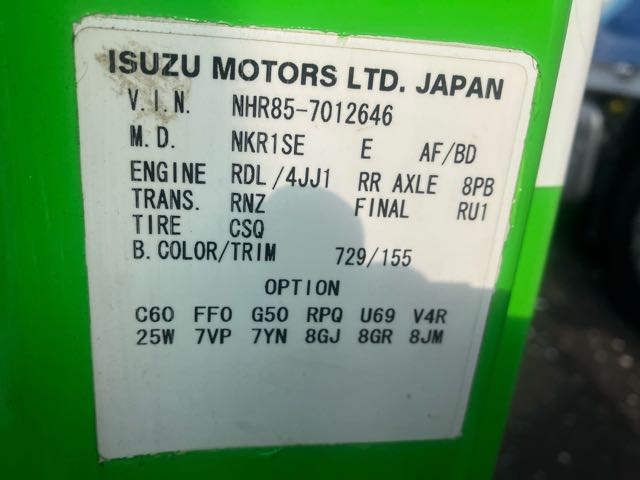 ISUZU MOTORS LTD. JAPAN
V.I.N. NHR85-7012646
M.D. NKR1SE E AF/BD
ENGINE RDL/4JJ1 RR AXLE 8PB
TRANS. RNZ FINAL RU1
TIRE CSQ
B.COLOR/TRIM 729/155
OPTION
C60 FF0 G50 RPQ U69 V4R
25W 7VP 7YN 8GJ 8GR 8JM